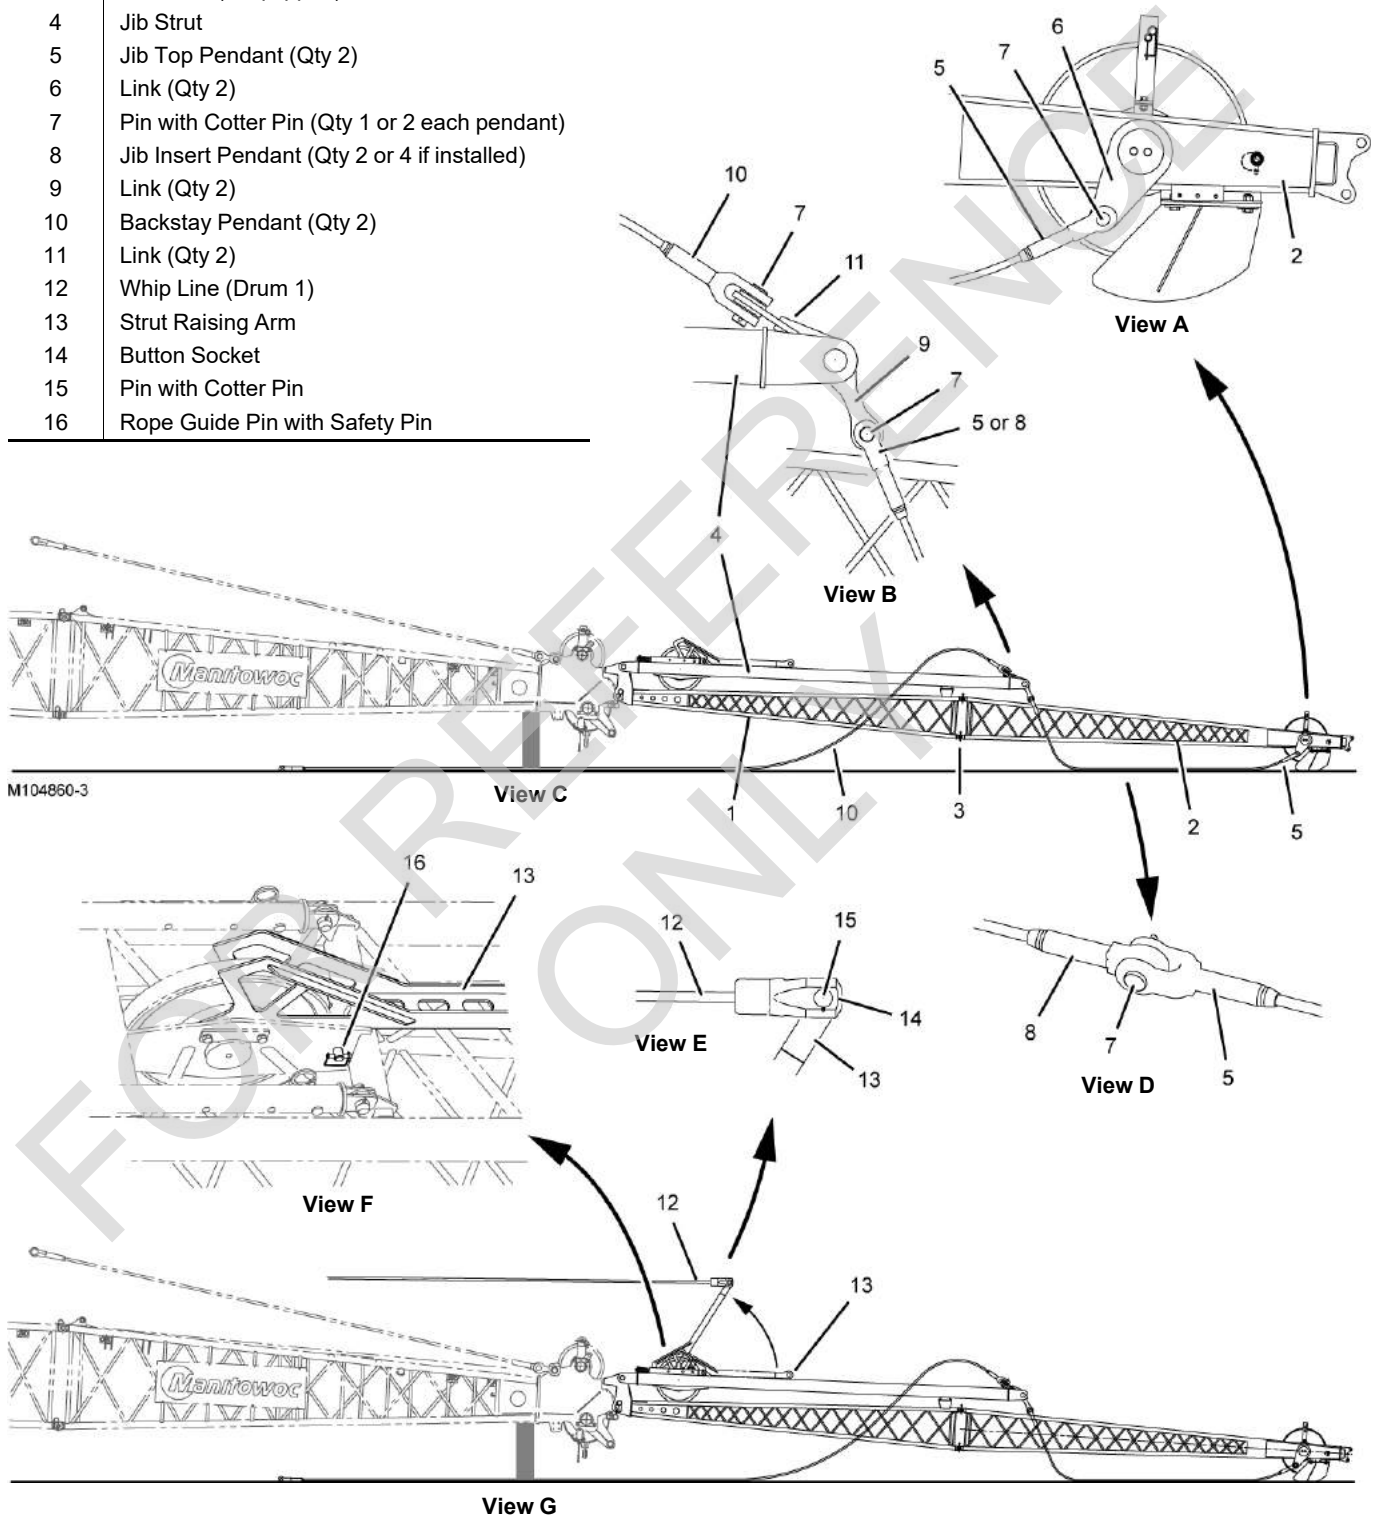 4 Jib Strut
5 Jib Top Pendant (Qty 2)
6 Link (Qty 2)
7 Pin with Cotter Pin (Qty 1 or 2 each pendant)
8 Jib Insert Pendant (Qty 2 or 4 if installed)
9 Link (Qty 2)
10 Backstay Pendant (Qty 2)
11 Link (Qty 2)
12 Whip Line (Drum 1)
13 Strut Raising Arm
14 Button Socket
15 Pin with Cotter Pin
16 Rope Guide Pin with Safety Pin
5
7
6
2
View A
10
7
11
9
7
5 or 8
4
View B
Manitowoc
M104860-3
View C
1
10
3
2
5
16
13
View F
12
15
14
13
View E
8
7
5
View D
12
13
Manitowoc
View G
FOR REFERENCE
ONLY